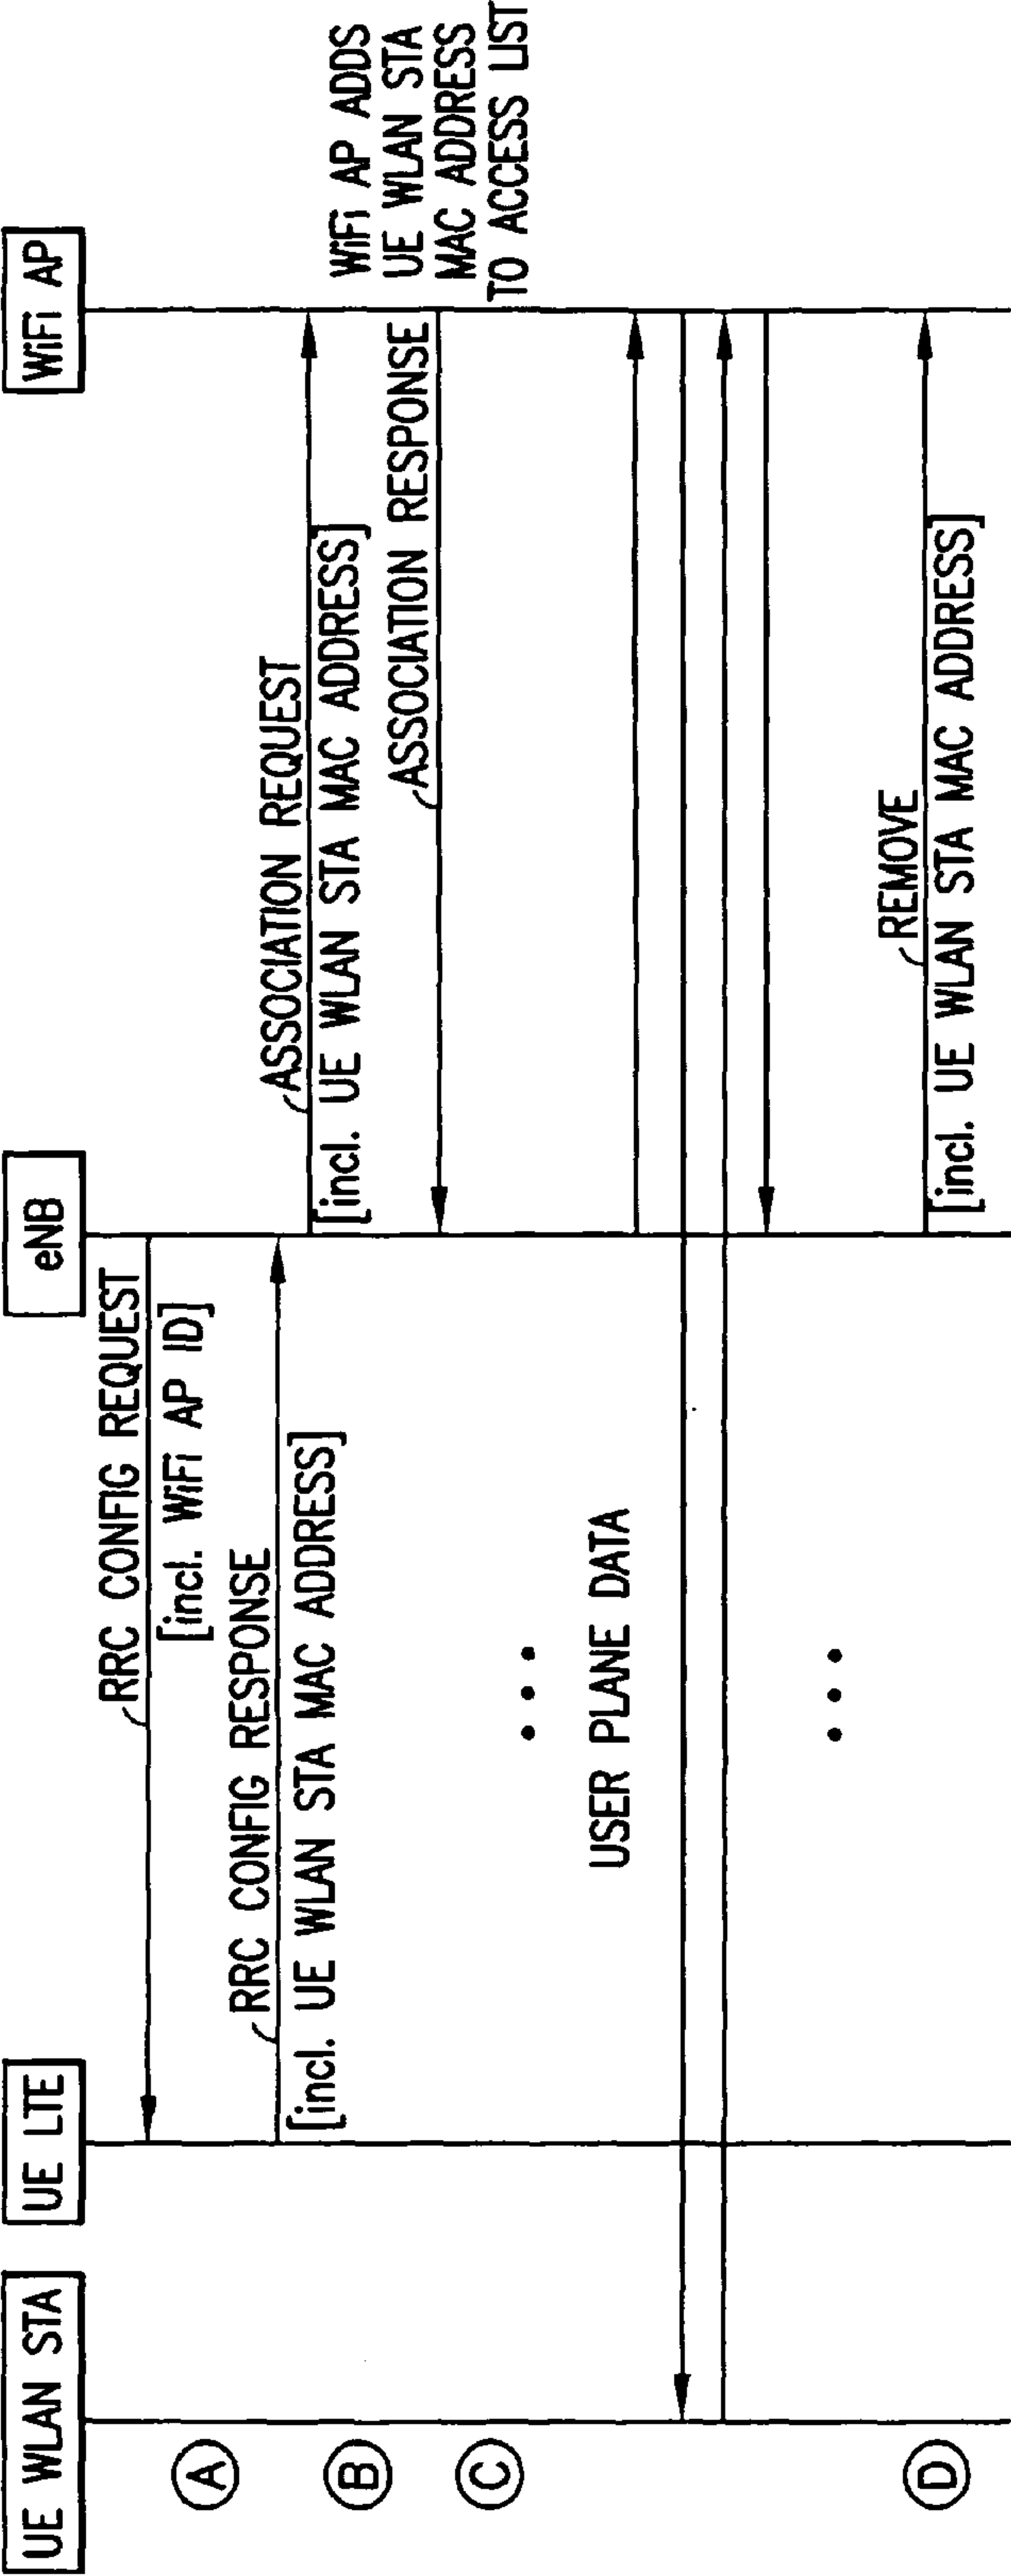 UE WLAN STA
UE LTE
eNB
WiFi AP
RRC CONFIG REQUEST
[incl. WiFi AP ID]
A
RRC CONFIG RESPONSE
[incl. UE WLAN STA MAC ADDRESS]
ASSOCIATION REQUEST
[incl. UE WLAN STA MAC ADDRESS]
B
WiFi AP ADDS
UE WLAN STA
MAC ADDRESS
TO ACCESS LIST
ASSOCIATION RESPONSE
C
USER PLANE DATA
REMOVE
[incl. UE WLAN STA MAC ADDRESS]
D